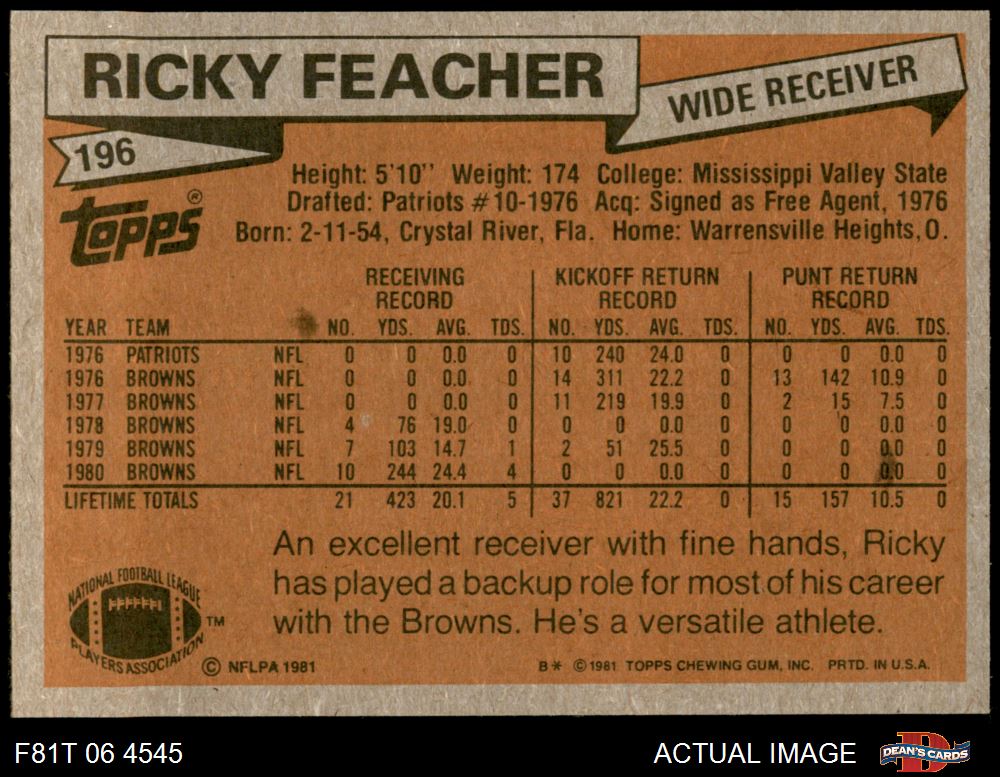 RICKY FEACHER
WIDE RECEIVER
196
topps®
Height: 5'10'' Weight: 174 College: Mississippi Valley State
Drafted: Patriots #10-1976 Acq: Signed as Free Agent, 1976
Born: 2-11-54, Crystal River, Fla. Home: Warrensville Heights, O.
RECEIVING RECORD KICKOFF RETURN RECORD PUNT RETURN RECORD
YEAR TEAM NO. YDS. AVG. TDS. NO. YDS. AVG. TDS. NO. YDS. AVG. TDS.
1976 PATRIOTS NFL 0 0 0.0 0 10 240 24.0 0 0 0 0.0 0
1976 BROWNS NFL 0 0 0.0 0 14 311 22.2 0 13 142 10.9 0
1977 BROWNS NFL 0 0 0.0 0 11 219 19.9 0 2 15 7.5 0
1978 BROWNS NFL 4 76 19.0 0 0 0 0.0 0 0 0 0.0 0
1979 BROWNS NFL 7 103 14.7 1 2 51 25.5 0 0 0 0.0 0
1980 BROWNS NFL 10 244 24.4 4 0 0 0.0 0 0 0 0.0 0
LIFETIME TOTALS 21 423 20.1 5 37 821 22.2 0 15 157 10.5 0
An excellent receiver with fine hands, Ricky
has played a backup role for most of his career
with the Browns. He's a versatile athlete.
NATIONAL FOOTBALL LEAGUE
PLAYERS ASSOCIATION
TM
© NFLPA 1981
B* © 1981 TOPPS CHEWING GUM, INC. PRTD. IN U.S.A.
F81T 06 4545
ACTUAL IMAGE
D
DEAN'S CARDS